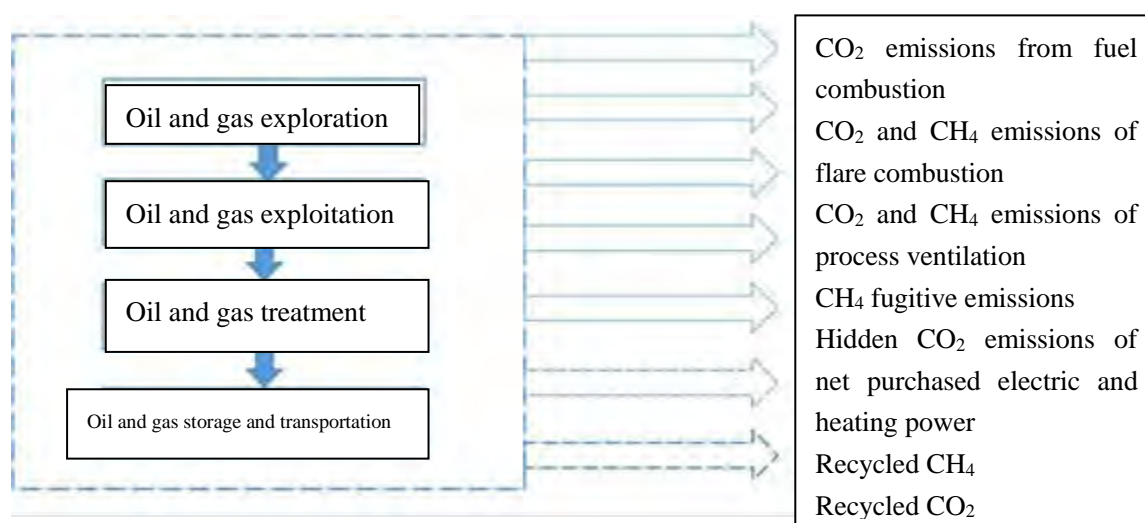 Oil and gas exploration
Oil and gas exploitation
Oil and gas treatment
Oil and gas storage and transportation
CO₂ emissions from fuel
combustion
CO₂ and CH₄ emissions of
flare combustion
CO₂ and CH₄ emissions of
process ventilation
CH₄ fugitive emissions
Hidden CO₂ emissions of
net purchased electric and
heating power
Recycled CH₄
Recycled CO₂